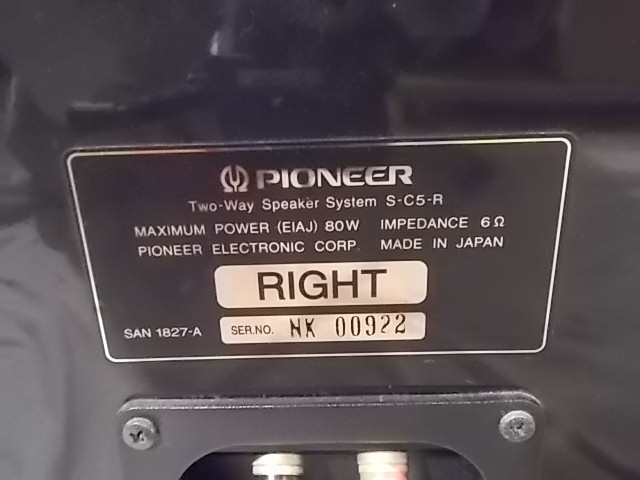 PIONEER
Two-Way Speaker System S-C5-R
MAXIMUM POWER (EIAJ) 80W IMPEDANCE 6Ω
PIONEER ELECTRONIC CORP. MADE IN JAPAN
RIGHT
SAN 1827-A SER.NO. NK 00922